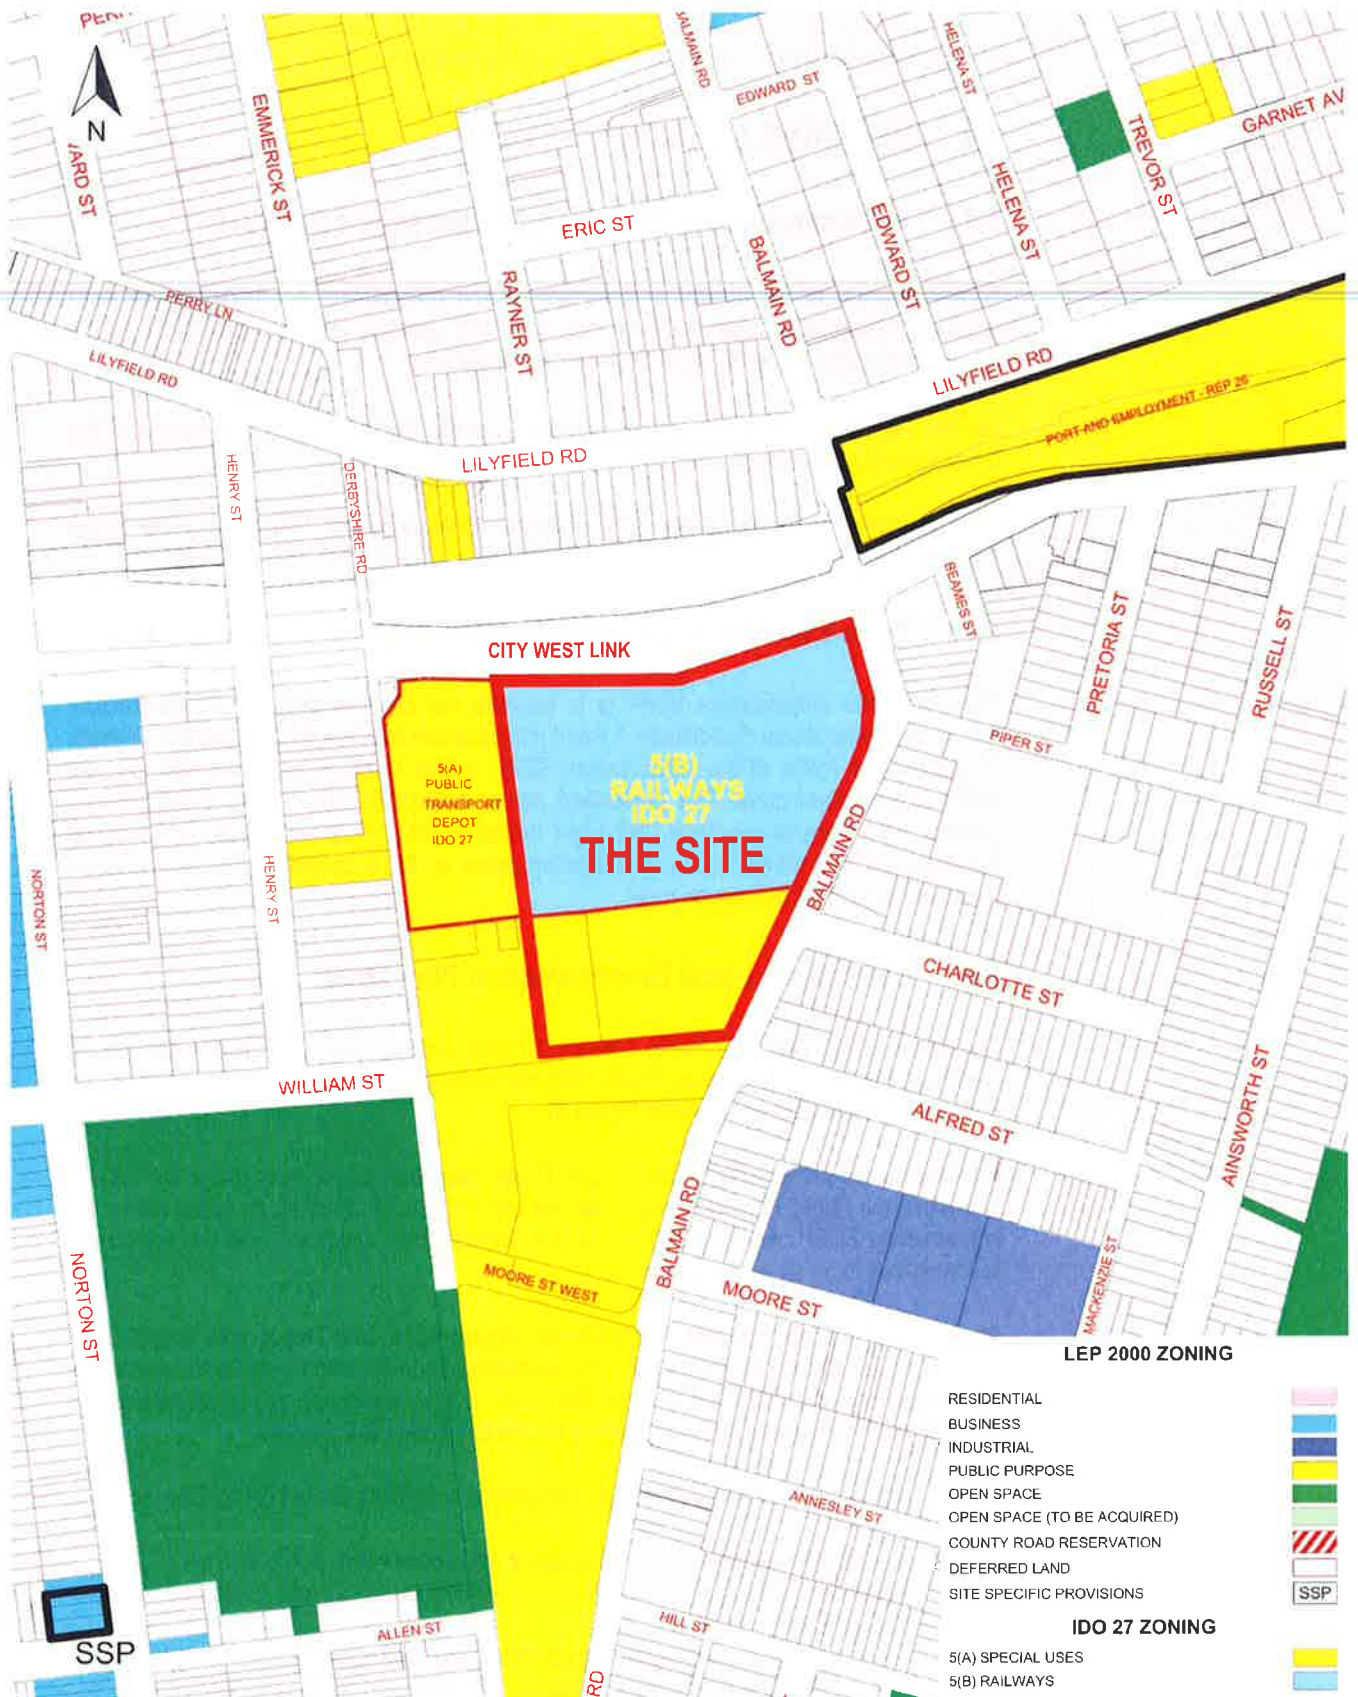 BALMAIN RD
HELENA ST
EDWARD ST
GARNET AV
TREVOR ST
N
EMMERICK ST
HELENA ST
EDWARD ST
ERIC ST
BALMAIN RD
RAYNER ST
PERRY LN
LILYFIELD RD
LILYFIELD RD
PORT AND EMPLOYMENT - REP 26
LILYFIELD RD
HENRY ST
DERBYSHIRE RD
BEAMES ST
PRETORIA ST
RUSSELL ST
CITY WEST LINK
PIPER ST
5(A)
PUBLIC
TRANSPORT
DEPOT
IDO 27
5(B)
RAILWAYS
IDO 27
THE SITE
BALMAIN RD
HENRY ST
NORTON ST
CHARLOTTE ST
WILLIAM ST
ALFRED ST
AINSWORTH ST
BALMAIN RD
MOORE ST WEST
MOORE ST
MACKENZIE ST
NORTON ST
LEP 2000 ZONING
RESIDENTIAL
BUSINESS
INDUSTRIAL
PUBLIC PURPOSE
OPEN SPACE
OPEN SPACE (TO BE ACQUIRED)
COUNTY ROAD RESERVATION
DEFERRED LAND
SITE SPECIFIC PROVISIONS
SSP
ANNESLEY ST
HILL ST
ALLEN ST
SSP
RD
IDO 27 ZONING
5(A) SPECIAL USES
5(B) RAILWAYS